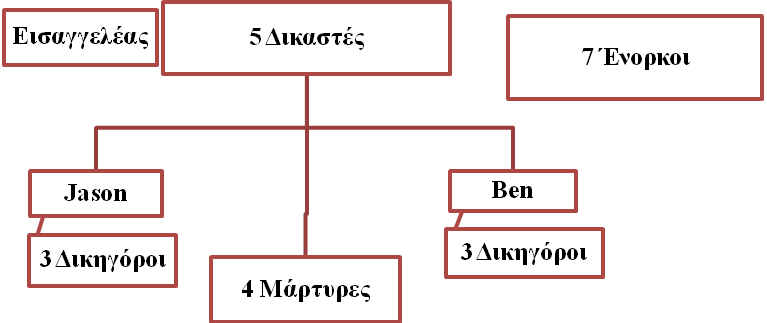 Εισαγγελέας
5 Δικαστές
7 Ένορκοι
Jason
Ben
3 Δικηγόροι
3 Δικηγόροι
4 Μάρτυρες